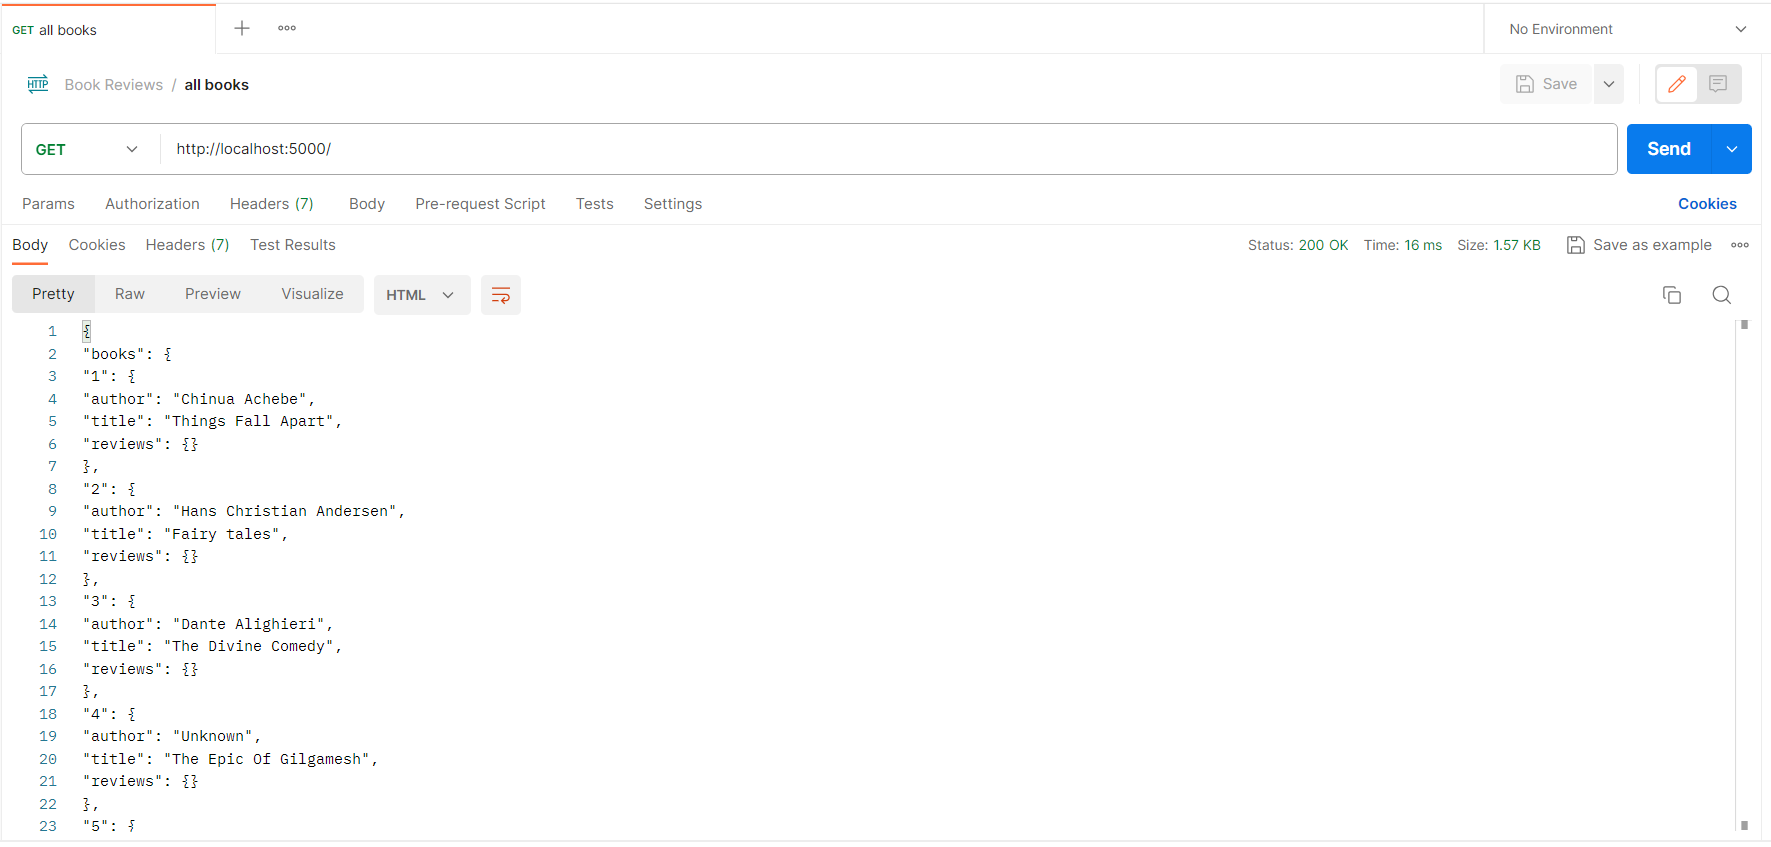 GET all books
No Environment
HTTP Book Reviews / all books
Save
GET http://localhost:5000/
Send
Params Authorization Headers (7) Body Pre-request Script Tests Settings Cookies
Body Cookies Headers (7) Test Results Status: 200 OK Time: 16 ms Size: 1.57 KB Save as example
Pretty Raw Preview Visualize HTML
1 {
2 "books": {
3 "1": {
4 "author": "Chinua Achebe",
5 "title": "Things Fall Apart",
6 "reviews": {}
7 },
8 "2": {
9 "author": "Hans Christian Andersen",
10 "title": "Fairy tales",
11 "reviews": {}
12 },
13 "3": {
14 "author": "Dante Alighieri",
15 "title": "The Divine Comedy",
16 "reviews": {}
17 },
18 "4": {
19 "author": "Unknown",
20 "title": "The Epic Of Gilgamesh",
21 "reviews": {}
22 },
23 "5": {